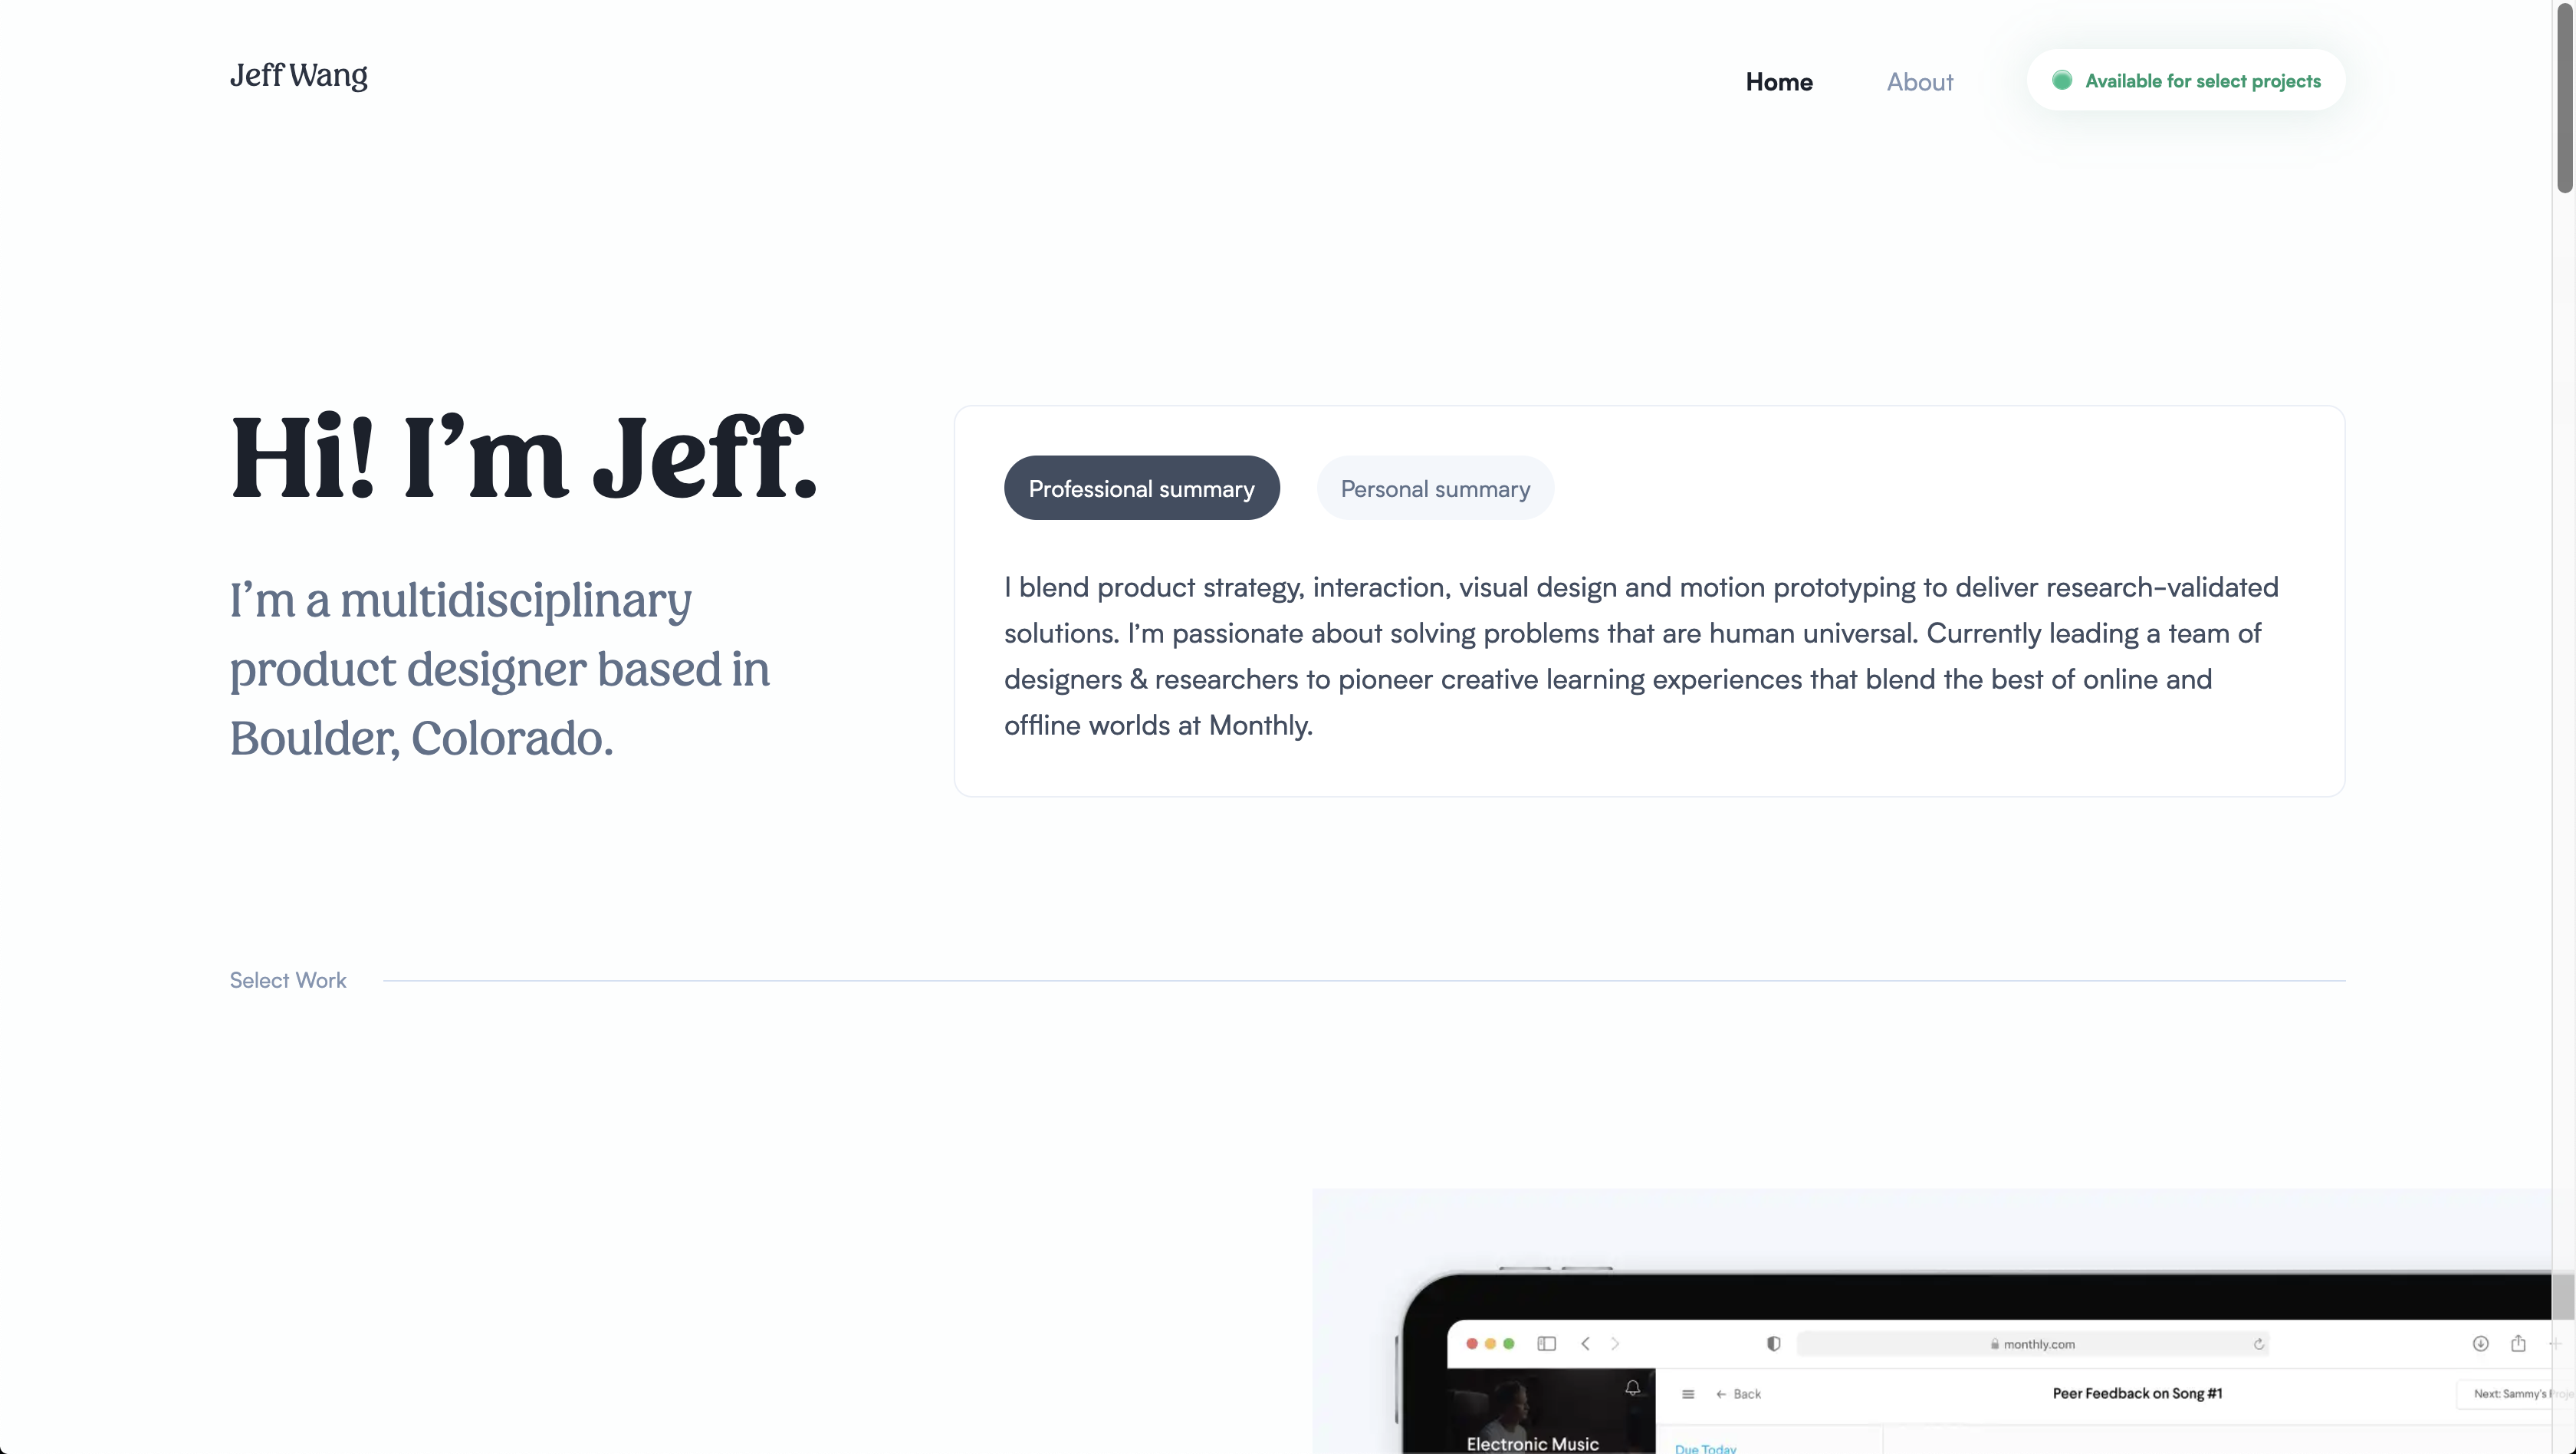 Jeff Wang
Home
About
Available for select projects
Hi! I’m Jeff.
I’m a multidisciplinary
product designer based in
Boulder, Colorado.
Professional summary
Personal summary
I blend product strategy, interaction, visual design and motion prototyping to deliver research-validated
solutions. I’m passionate about solving problems that are human universal. Currently leading a team of
designers & researchers to pioneer creative learning experiences that blend the best of online and
offline worlds at Monthly.
Select Work
monthly.com
Back
Peer Feedback on Song #1
Next: Sammy's
Electronic Music
Due Today